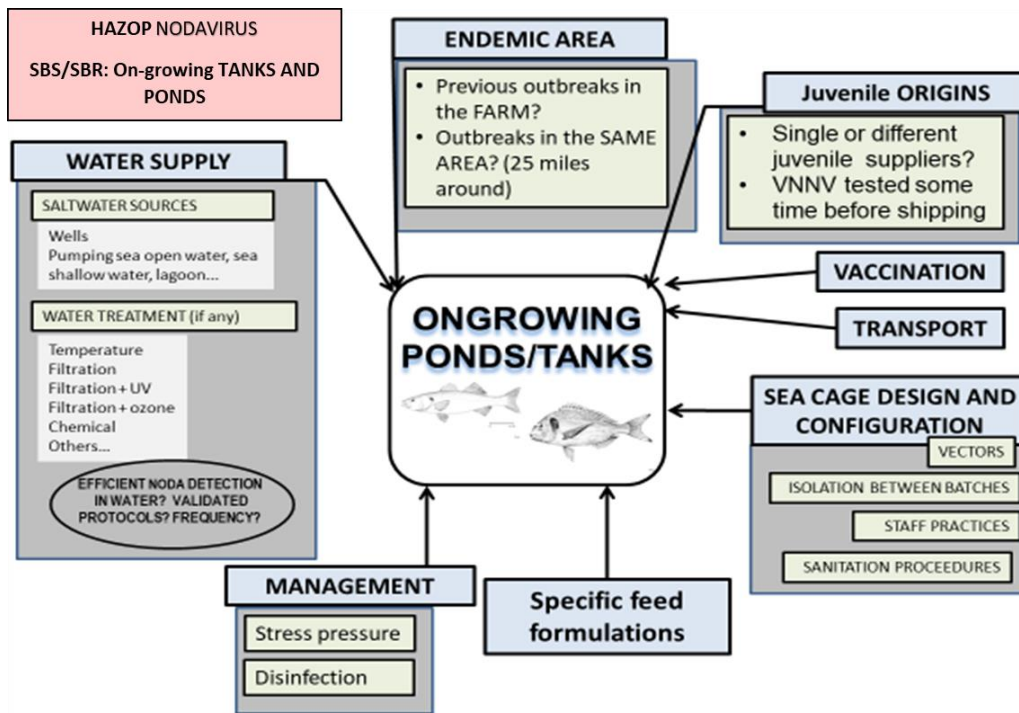 HAZOP NODAVIRUS
SBS/SBR: On-growing TANKS AND
PONDS
ENDEMIC AREA
• Previous outbreaks in
the FARM?
• Outbreaks in the SAME
AREA? (25 miles
around)
Juvenile ORIGINS
• Single or different
juvenile suppliers?
• VNNV tested some
time before shipping
WATER SUPPLY
SALTWATER SOURCES
Wells
Pumping sea open water, sea
shallow water, lagoon...
WATER TREATMENT (if any)
Temperature
Filtration
Filtration + UV
Filtration + ozone
Chemical
Others...
EFFICIENT NODA DETECTION
IN WATER? VALIDATED
PROTOCOLS? FREQUENCY?
VACCINATION
TRANSPORT
ONGROWING
PONDS/TANKS
SEA CAGE DESIGN AND
CONFIGURATION
VECTORS
ISOLATION BETWEEN BATCHES
STAFF PRACTICES
SANITATION PROCEEDURES
MANAGEMENT
Stress pressure
Disinfection
Specific feed
formulations